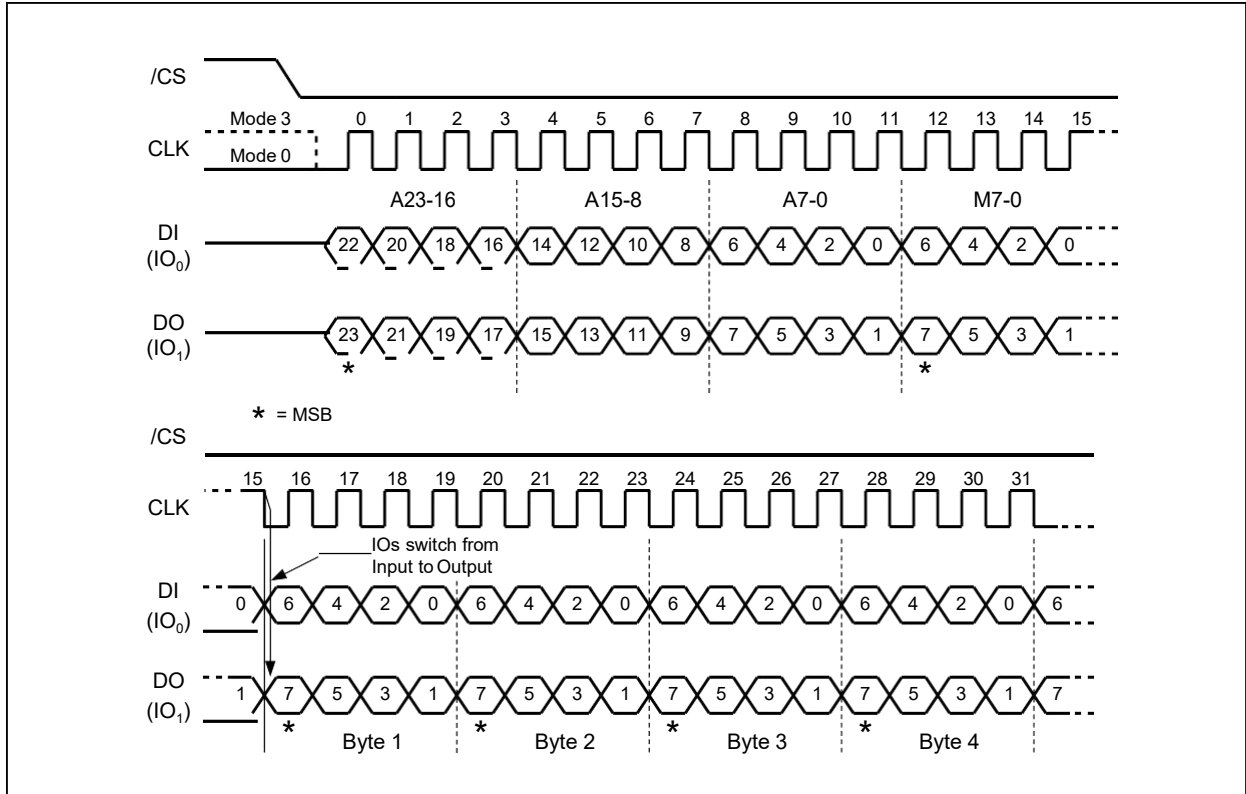 /CS
Mode 3 0 1 2 3 4 5 6 7 8 9 10 11 12 13 14 15
CLK
Mode 0
A23-16 A15-8 A7-0 M7-0
DI
22 20 18 16 14 12 10 8 6 4 2 0 6 4 2 0
(IO0)
DO
23 21 19 17 15 13 11 9 7 5 3 1 7 5 3 1
(IO1)
* *
* = MSB
/CS
15 16 17 18 19 20 21 22 23 24 25 26 27 28 29 30 31
CLK
IOs switch from
Input to Output
DI
0 6 4 2 0 6 4 2 0 6 4 2 0 6 4 2 0 6
(IO0)
DO
1 7 5 3 1 7 5 3 1 7 5 3 1 7 5 3 1 7
(IO1)
* * * *
Byte 1 Byte 2 Byte 3 Byte 4